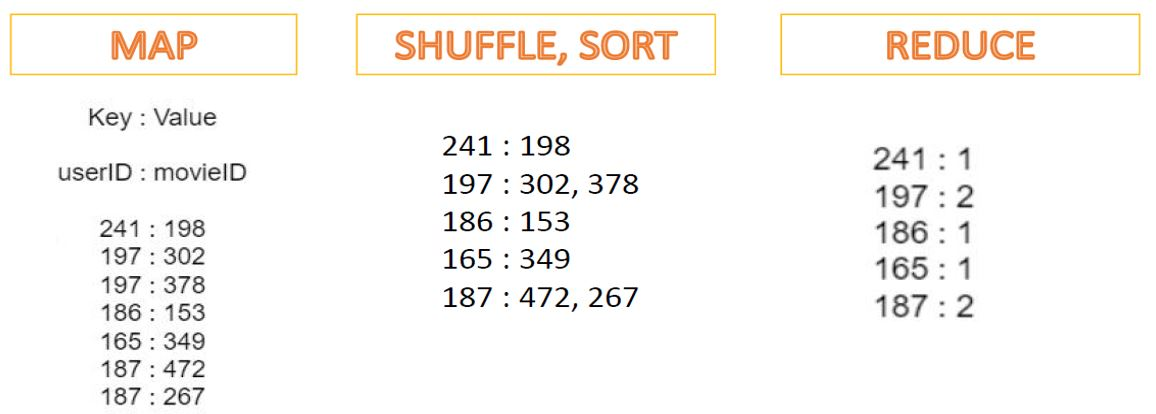 MAP
Key : Value
userID : movieID
241 : 198
197 : 302
197 : 378
186 : 153
165 : 349
187 : 472
187 : 267
SHUFFLE, SORT
241 : 198
197 : 302, 378
186 : 153
165 : 349
187 : 472, 267
REDUCE
241 : 1
197 : 2
186 : 1
165 : 1
187 : 2